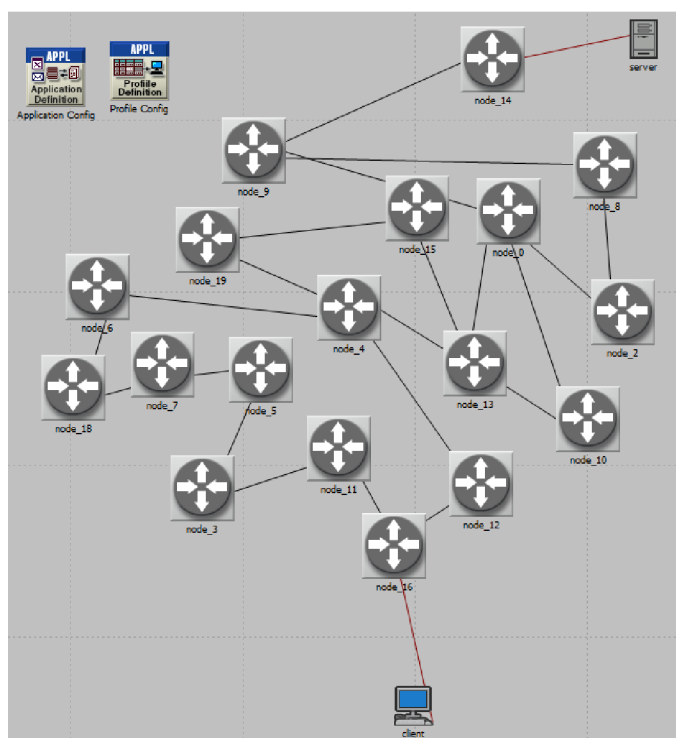 APPL
Application
Definition
Application Config
APPL
Profile
Definition
Profile Config
server
node_14
node_9
node_8
node_15
node_0
node_19
node_6
node_4
node_2
node_7
node_5
node_13
node_18
node_10
node_11
node_3
node_12
node_16
client